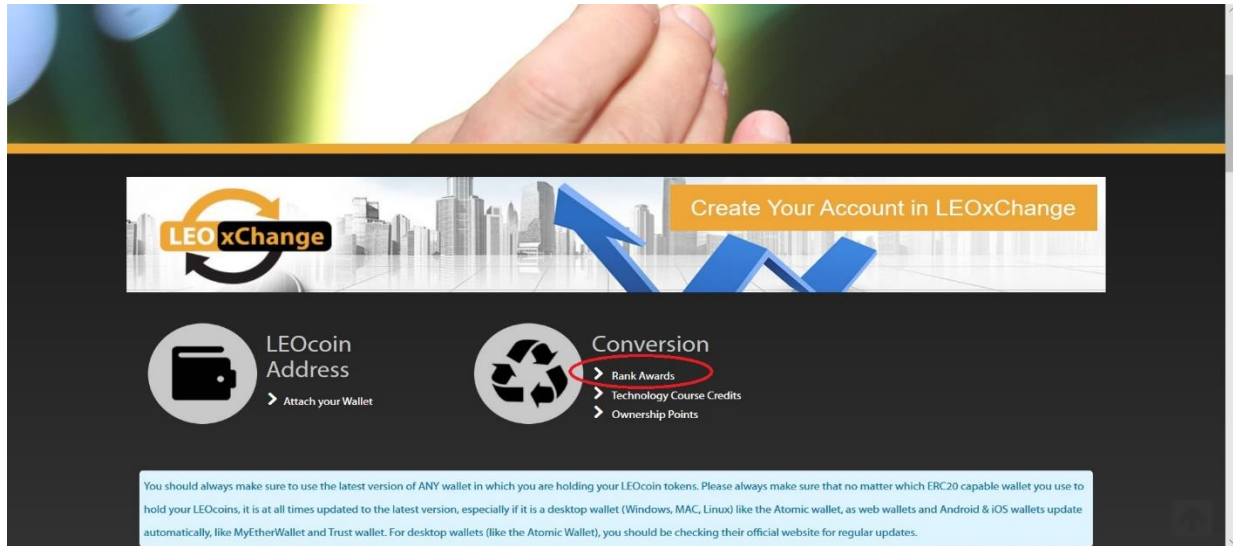 LEOxChange
Create Your Account in LEOxChange
LEOcoin
Address
Attach your Wallet
Conversion
Rank Awards
Technology Course Credits
Ownership Points
You should always make sure to use the latest version of ANY wallet in which you are holding your LEOcoin tokens. Please always make sure that no matter which ERC20 capable wallet you use to
hold your LEOcoins, it is at all times updated to the latest version, especially if it is a desktop wallet (Windows, MAC, Linux) like the Atomic wallet, as web wallets and Android & iOS wallets update
automatically, like MyEtherWallet and Trust wallet. For desktop wallets (like the Atomic Wallet), you should be checking their official website for regular updates.